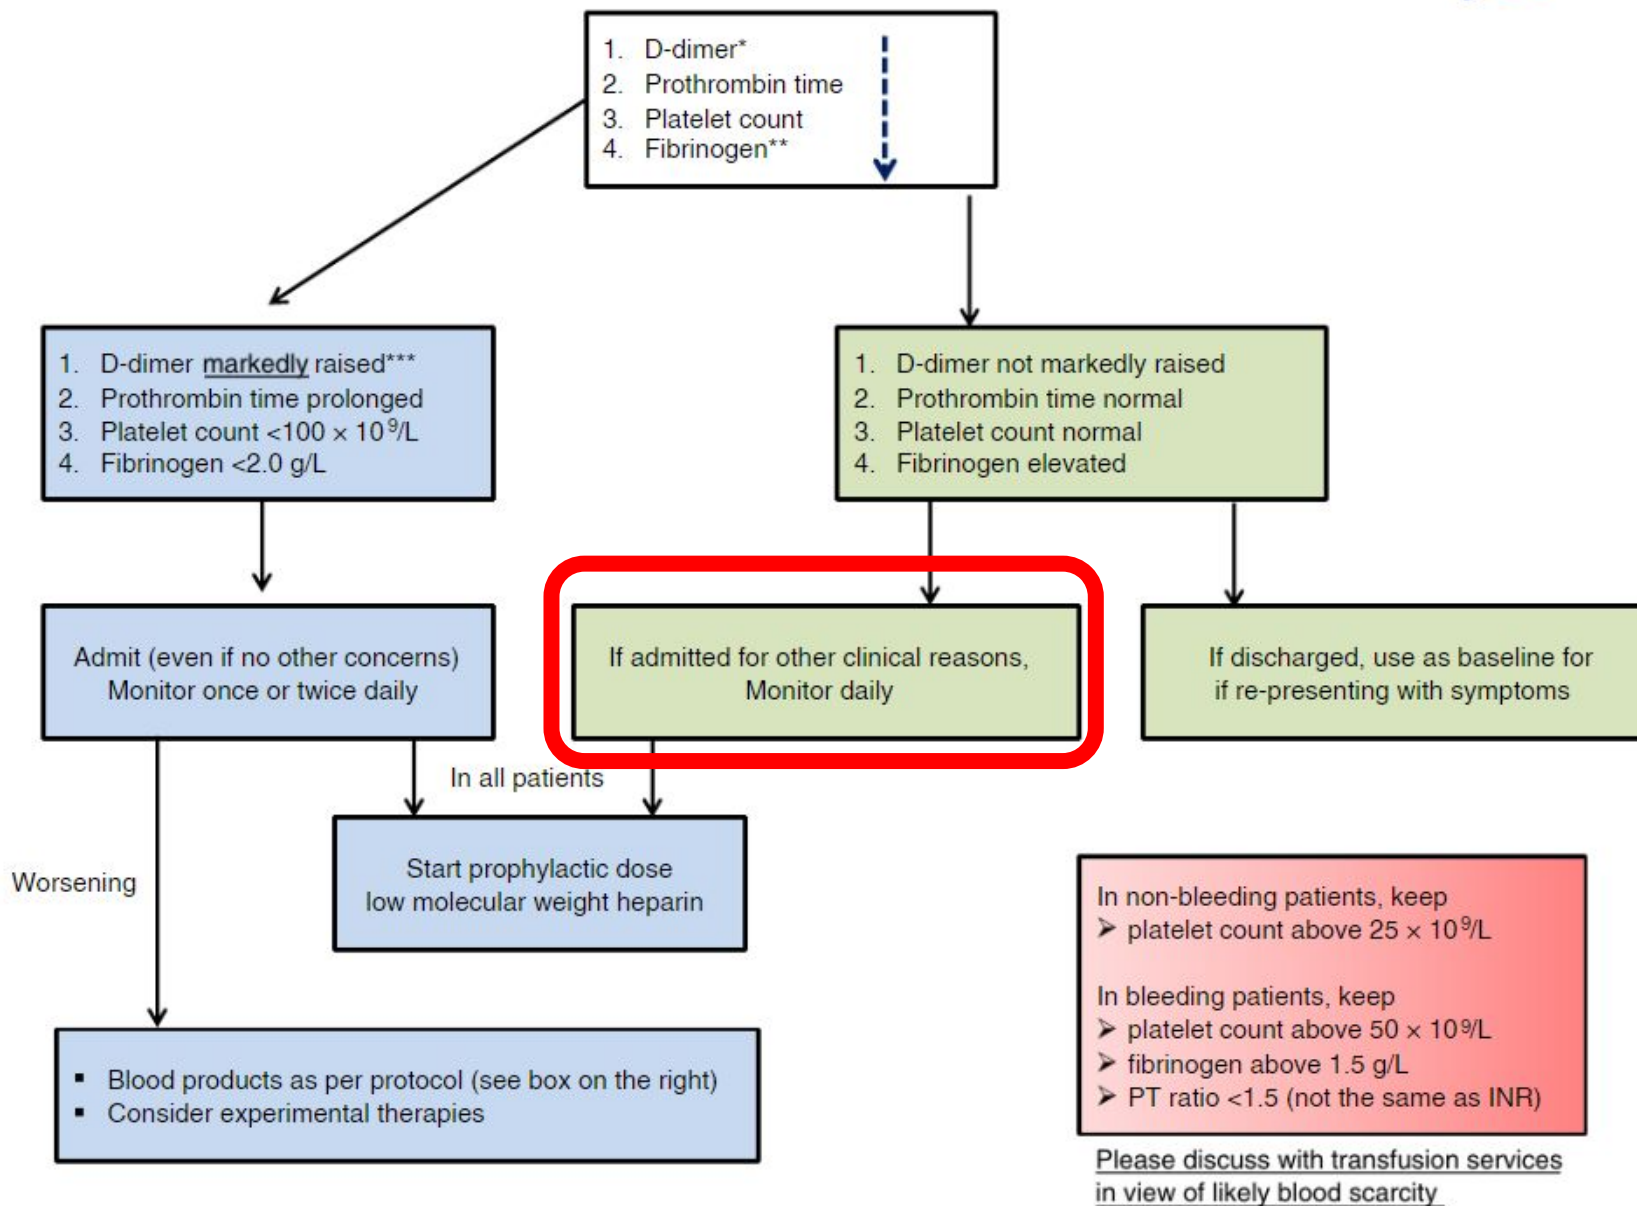 1. D-dimer*
2. Prothrombin time
3. Platelet count
4. Fibrinogen**
1. D-dimer markedly raised***
2. Prothrombin time prolonged
3. Platelet count <100 × 10⁹/L
4. Fibrinogen <2.0 g/L
1. D-dimer not markedly raised
2. Prothrombin time normal
3. Platelet count normal
4. Fibrinogen elevated
Admit (even if no other concerns)
Monitor once or twice daily
If admitted for other clinical reasons,
Monitor daily
If discharged, use as baseline for
if re-presenting with symptoms
In all patients
Worsening
Start prophylactic dose
low molecular weight heparin
▪ Blood products as per protocol (see box on the right)
▪ Consider experimental therapies
In non-bleeding patients, keep
➢ platelet count above 25 × 10⁹/L
In bleeding patients, keep
➢ platelet count above 50 × 10⁹/L
➢ fibrinogen above 1.5 g/L
➢ PT ratio <1.5 (not the same as INR)
Please discuss with transfusion services
in view of likely blood scarcity